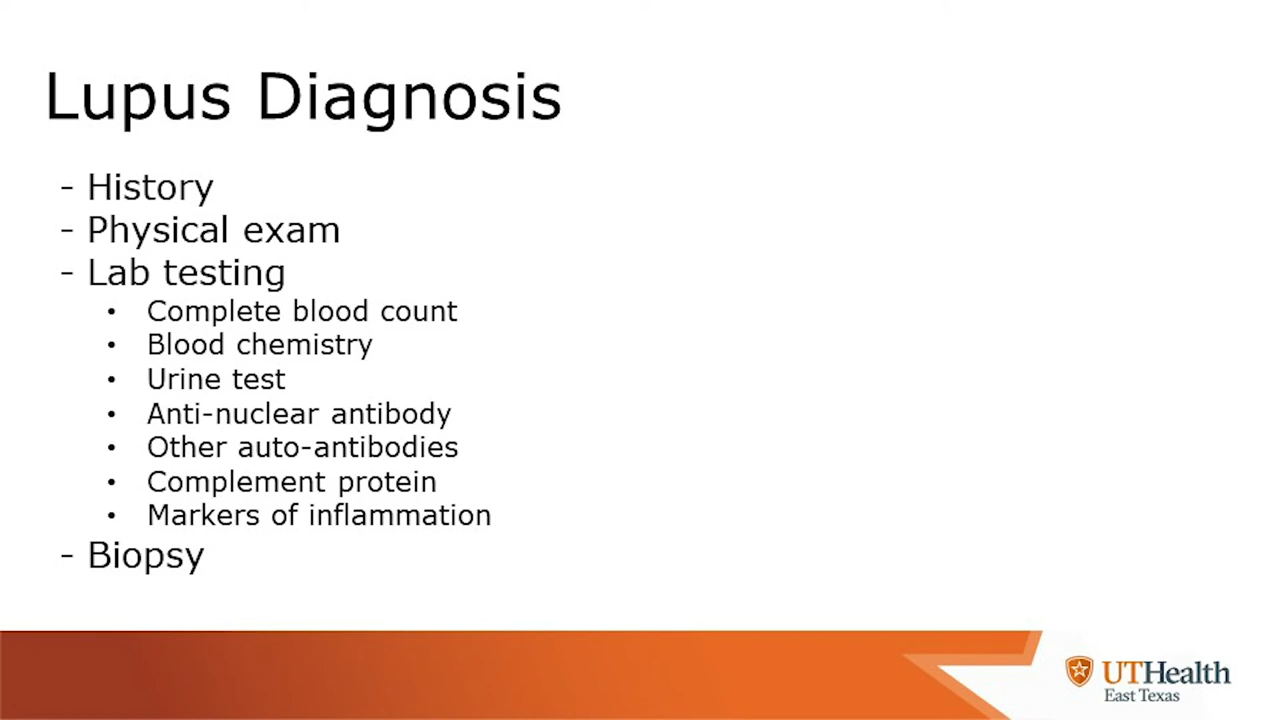 Lupus Diagnosis
- History
- Physical exam
- Lab testing
• Complete blood count
• Blood chemistry
• Urine test
• Anti-nuclear antibody
• Other auto-antibodies
• Complement protein
• Markers of inflammation
- Biopsy
UTHealth
East Texas